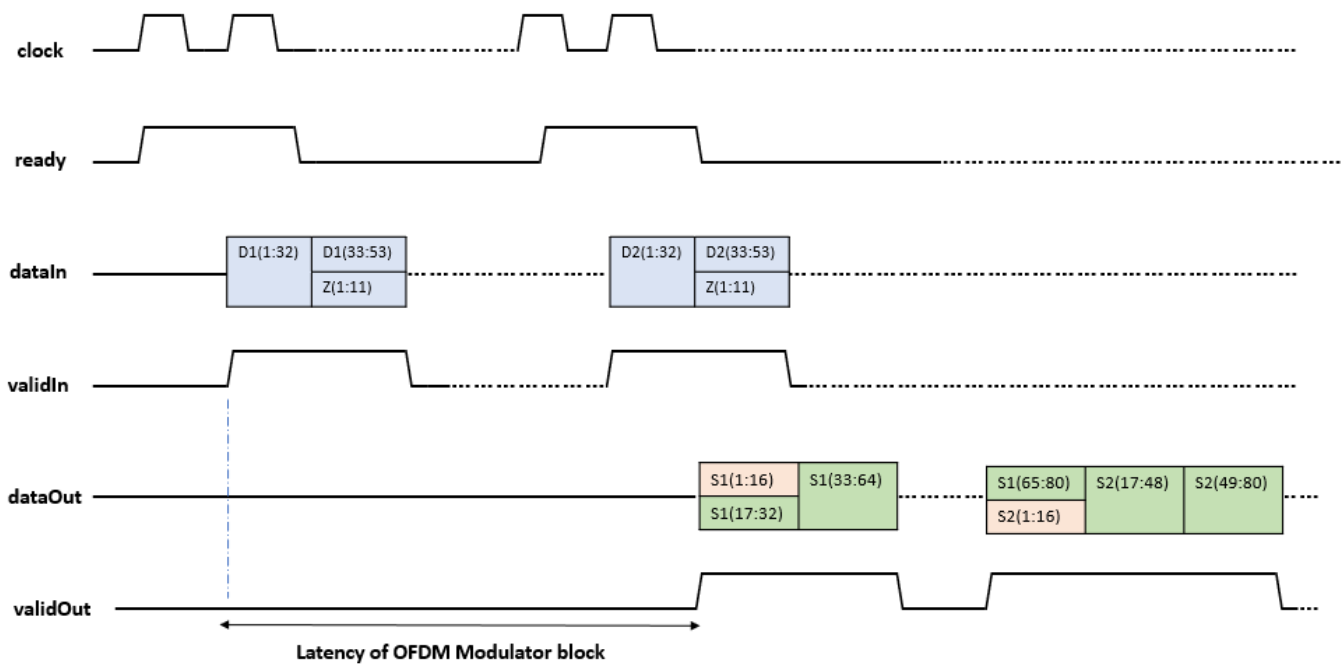 clock
ready
dataIn
D1(1:32)
D1(33:53)
Z(1:11)
D2(1:32)
D2(33:53)
Z(1:11)
validIn
dataOut
S1(1:16)
S1(17:32)
S1(33:64)
S1(65:80)
S2(1:16)
S2(17:48)
S2(49:80)
validOut
Latency of OFDM Modulator block